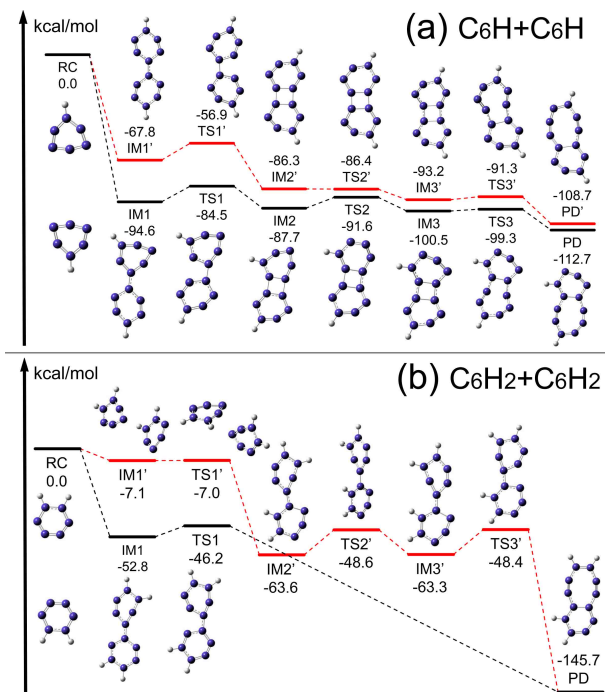 kcal/mol
(a) C6H+C6H
RC
0.0
-67.8
IM1'
-56.9
TS1'
-86.3
IM2'
-86.4
TS2'
-93.2
IM3'
-91.3
TS3'
-108.7
PD'
IM1
-94.6
TS1
-84.5
IM2
-87.7
TS2
-91.6
IM3
-100.5
TS3
-99.3
PD
-112.7
kcal/mol
(b) C6H2+C6H2
RC
0.0
IM1'
-7.1
TS1'
-7.0
IM1
-52.8
TS1
-46.2
IM2'
-63.6
TS2'
-48.6
IM3'
-63.3
TS3'
-48.4
-145.7
PD